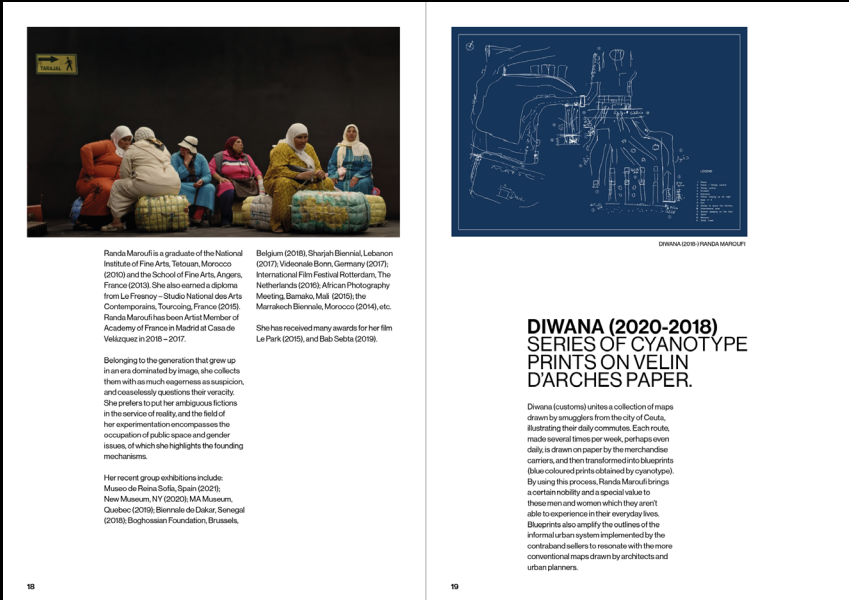 TARAJAL
Randa Maroufi is a graduate of the National
Institute of Fine Arts, Tetouan, Morocco
(2010) and the School of Fine Arts, Angers,
France (2013). She also earned a diploma
from Le Fresnoy – Studio National des Arts
Contemporains, Tourcoing, France (2015).
Randa Maroufi has been Artist Member of
Academy of France in Madrid at Casa de
Velázquez in 2018 – 2017.
Belonging to the generation that grew up
in an era dominated by image, she collects
them with as much eagerness as suspicion,
and ceaselessly questions their veracity.
She prefers to put her ambiguous fictions
in the service of reality, and the field of
her experimentation encompasses the
occupation of public space and gender
issues, of which she highlights the founding
mechanisms.
Her recent group exhibitions include:
Museo de Reina Sofía, Spain (2021);
New Museum, NY (2020); MA Museum,
Quebec (2019); Biennale de Dakar, Senegal
(2018); Boghossian Foundation, Brussels,
Belgium (2018), Sharjah Biennial, Lebanon
(2017); Videonale Bonn, Germany (2017);
International Film Festival Rotterdam, The
Netherlands (2016); African Photography
Meeting, Bamako, Mali (2015); the
Marrakech Biennale, Morocco (2014), etc.
She has received many awards for her film
Le Park (2015), and Bab Sebta (2019).
18
LEGEND
DIWANA (2018-) RANDA MAROUFI
DIWANA (2020-2018)
SERIES OF CYANOTYPE
PRINTS ON VELIN
D'ARCHES PAPER.
Diwana (customs) unites a collection of maps
drawn by smugglers from the city of Ceuta,
illustrating their daily commutes. Each route,
made several times per week, perhaps even
daily, is drawn on paper by the merchandise
carriers, and then transformed into blueprints
(blue coloured prints obtained by cyanotype).
By using this process, Randa Maroufi brings
a certain nobility and a special value to
these men and women which they aren't
able to experience in their everyday lives.
Blueprints also amplify the outlines of the
informal urban system implemented by the
contraband sellers to resonate with the more
conventional maps drawn by architects and
urban planners.
19